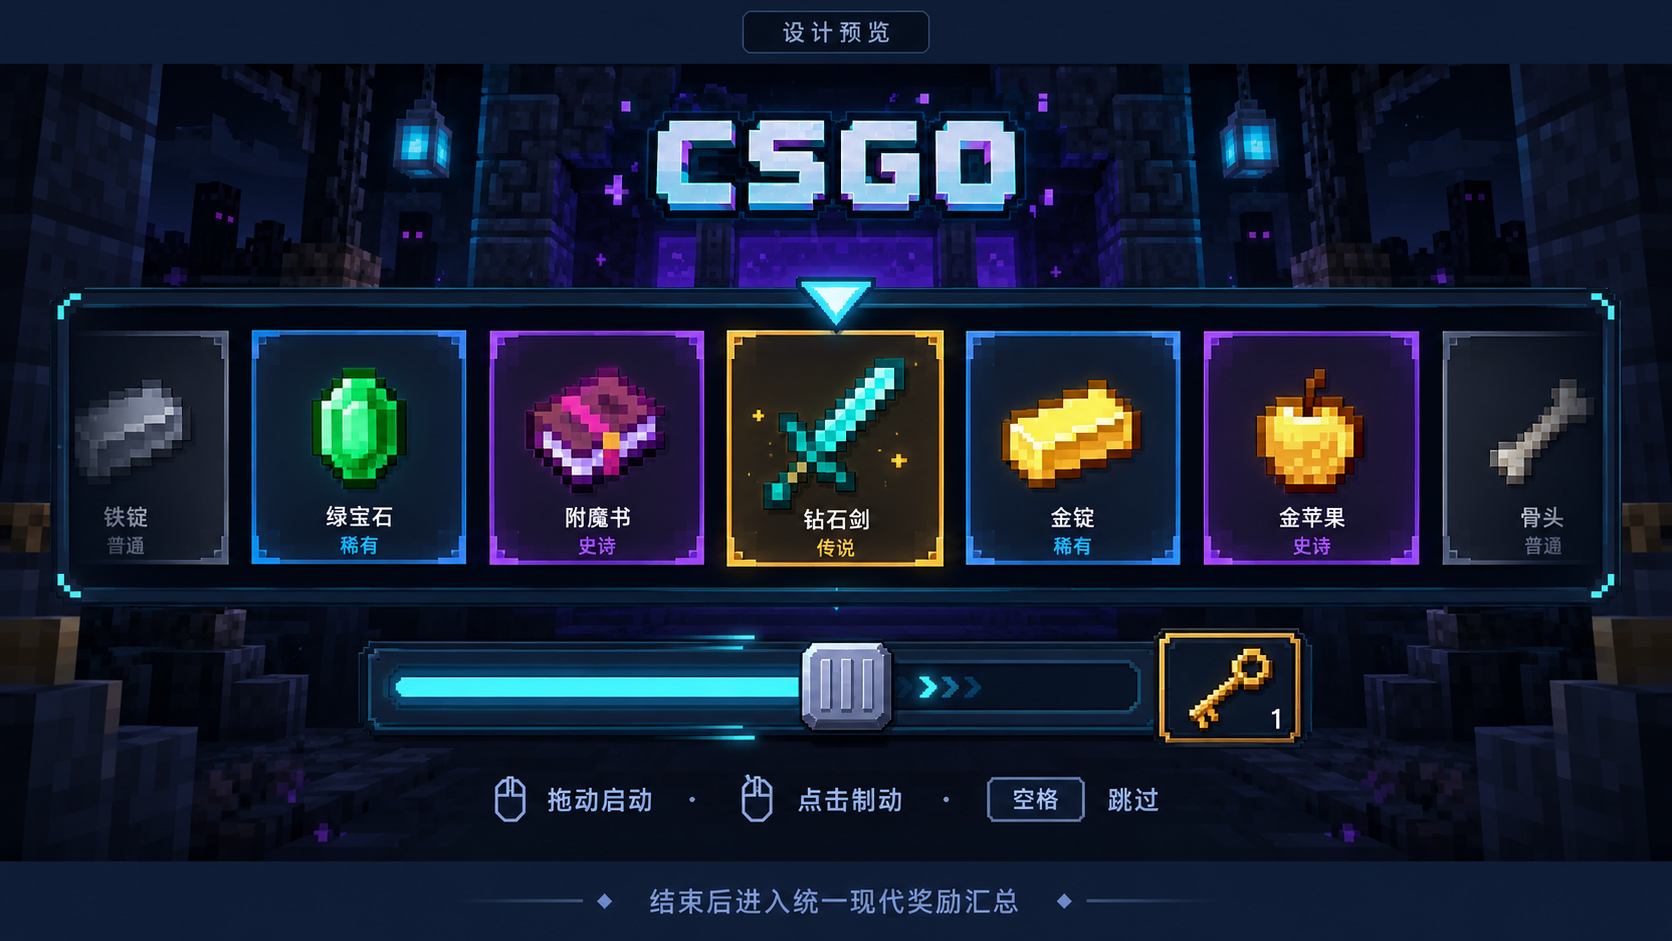 设计预览
CSGO
铁锭
普通
绿宝石
稀有
附魔书
史诗
钻石剑
传说
金锭
稀有
金苹果
史诗
骨头
普通
1
拖动启动 · 点击制动 · 空格 跳过
结束后进入统一现代奖励汇总